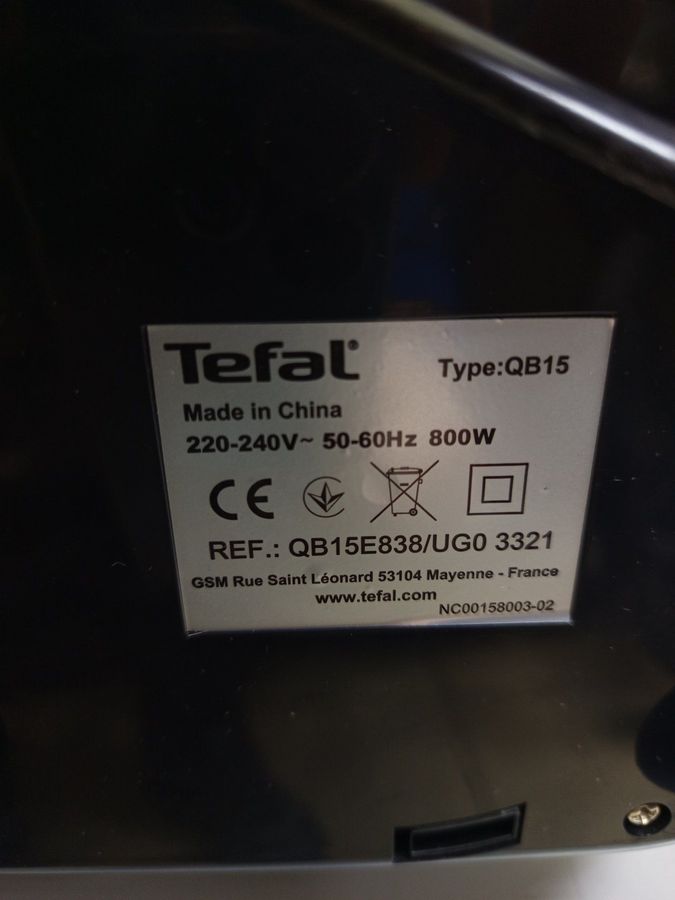 Tefal®
Type:QB15
Made in China
220-240V~ 50-60Hz 800W
CE
REF.: QB15E838/UG0 3321
GSM Rue Saint Léonard 53104 Mayenne - France
www.tefal.com
NC00158003-02